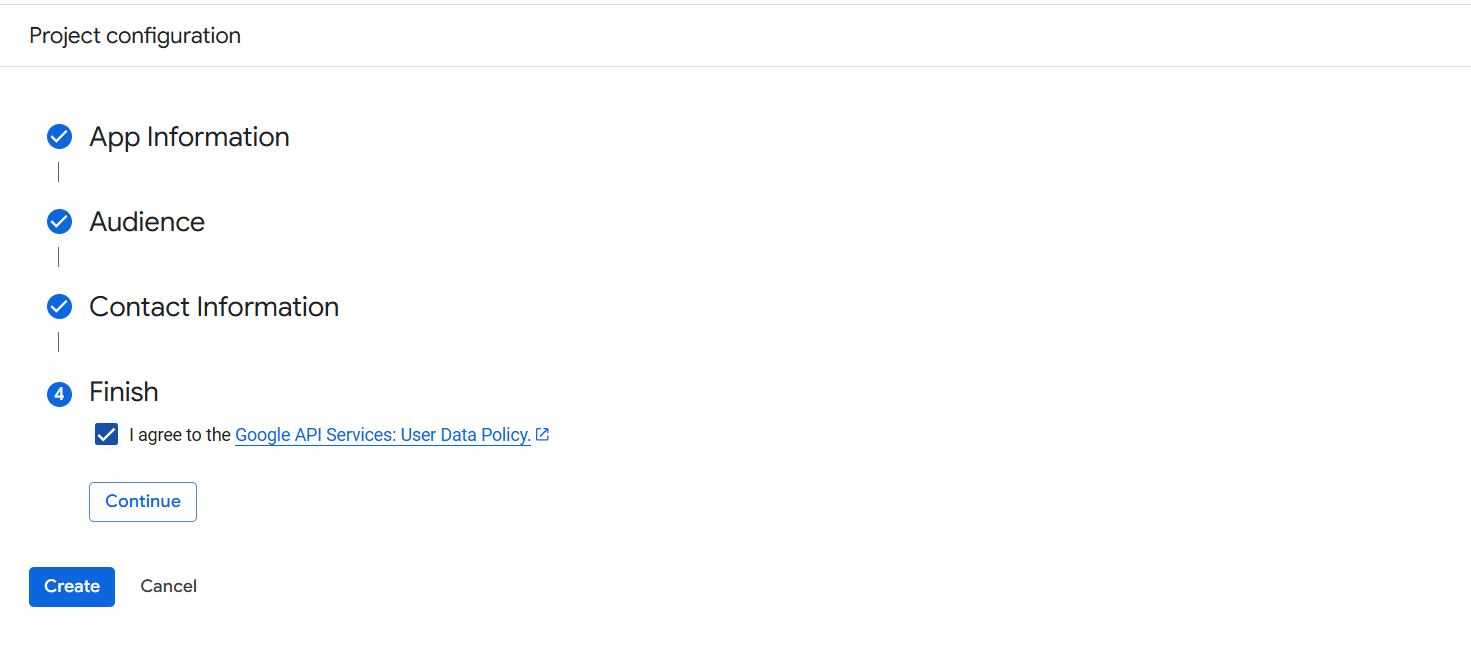 Project configuration
App Information
Audience
Contact Information
4 Finish
I agree to the Google API Services: User Data Policy.
Continue
Create Cancel